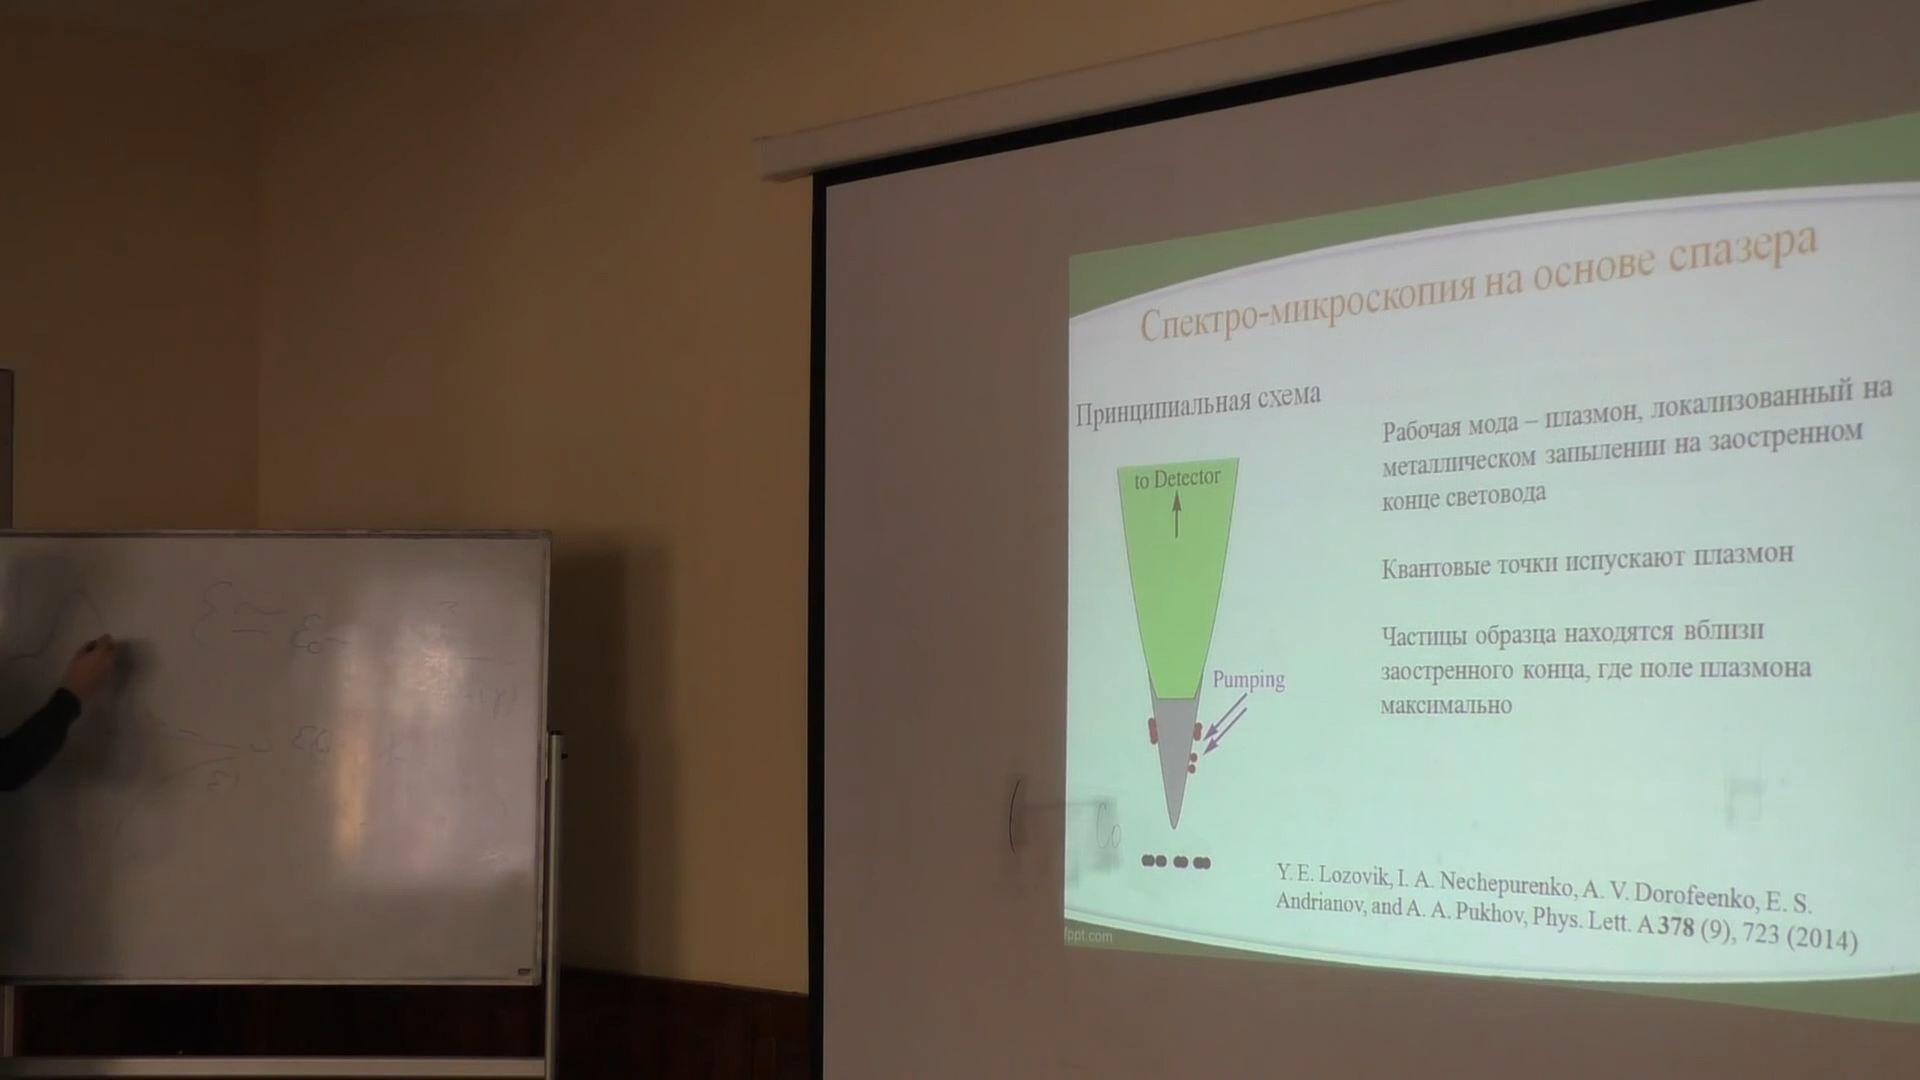 Спектро-микроскопия на основе спазера
Принципиальная схема
to Detector
Pumping
Рабочая мода – плазмон, локализованный на
металлическом запылении на заостренном
конце световода
Квантовые точки испускают плазмон
Частицы образца находятся вблизи
заостренного конца, где поле плазмона
максимально
Y. E. Lozovik, I. A. Nechepurenko, A. V. Dorofeenko, E. S.
Andrianov, and A. A. Pukhov, Phys. Lett. A 378 (9), 723 (2014)
fppt.com